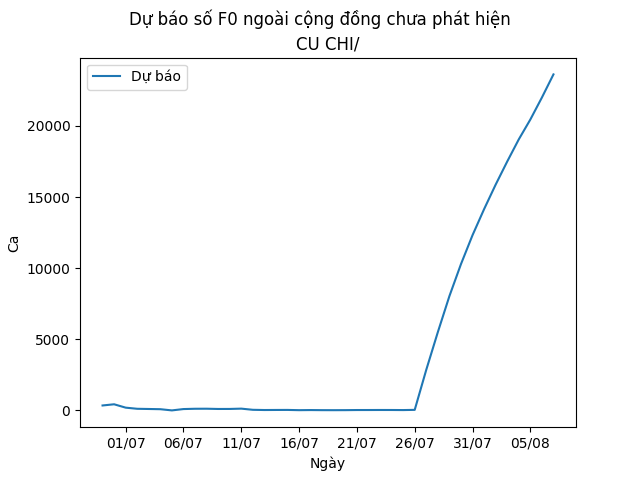 Dự báo số F0 ngoài cộng đồng chưa phát hiện
CU CHI/
Dự báo
20000
15000
10000
5000
0
Ca
01/07 06/07 11/07 16/07 21/07 26/07 31/07 05/08
Ngày